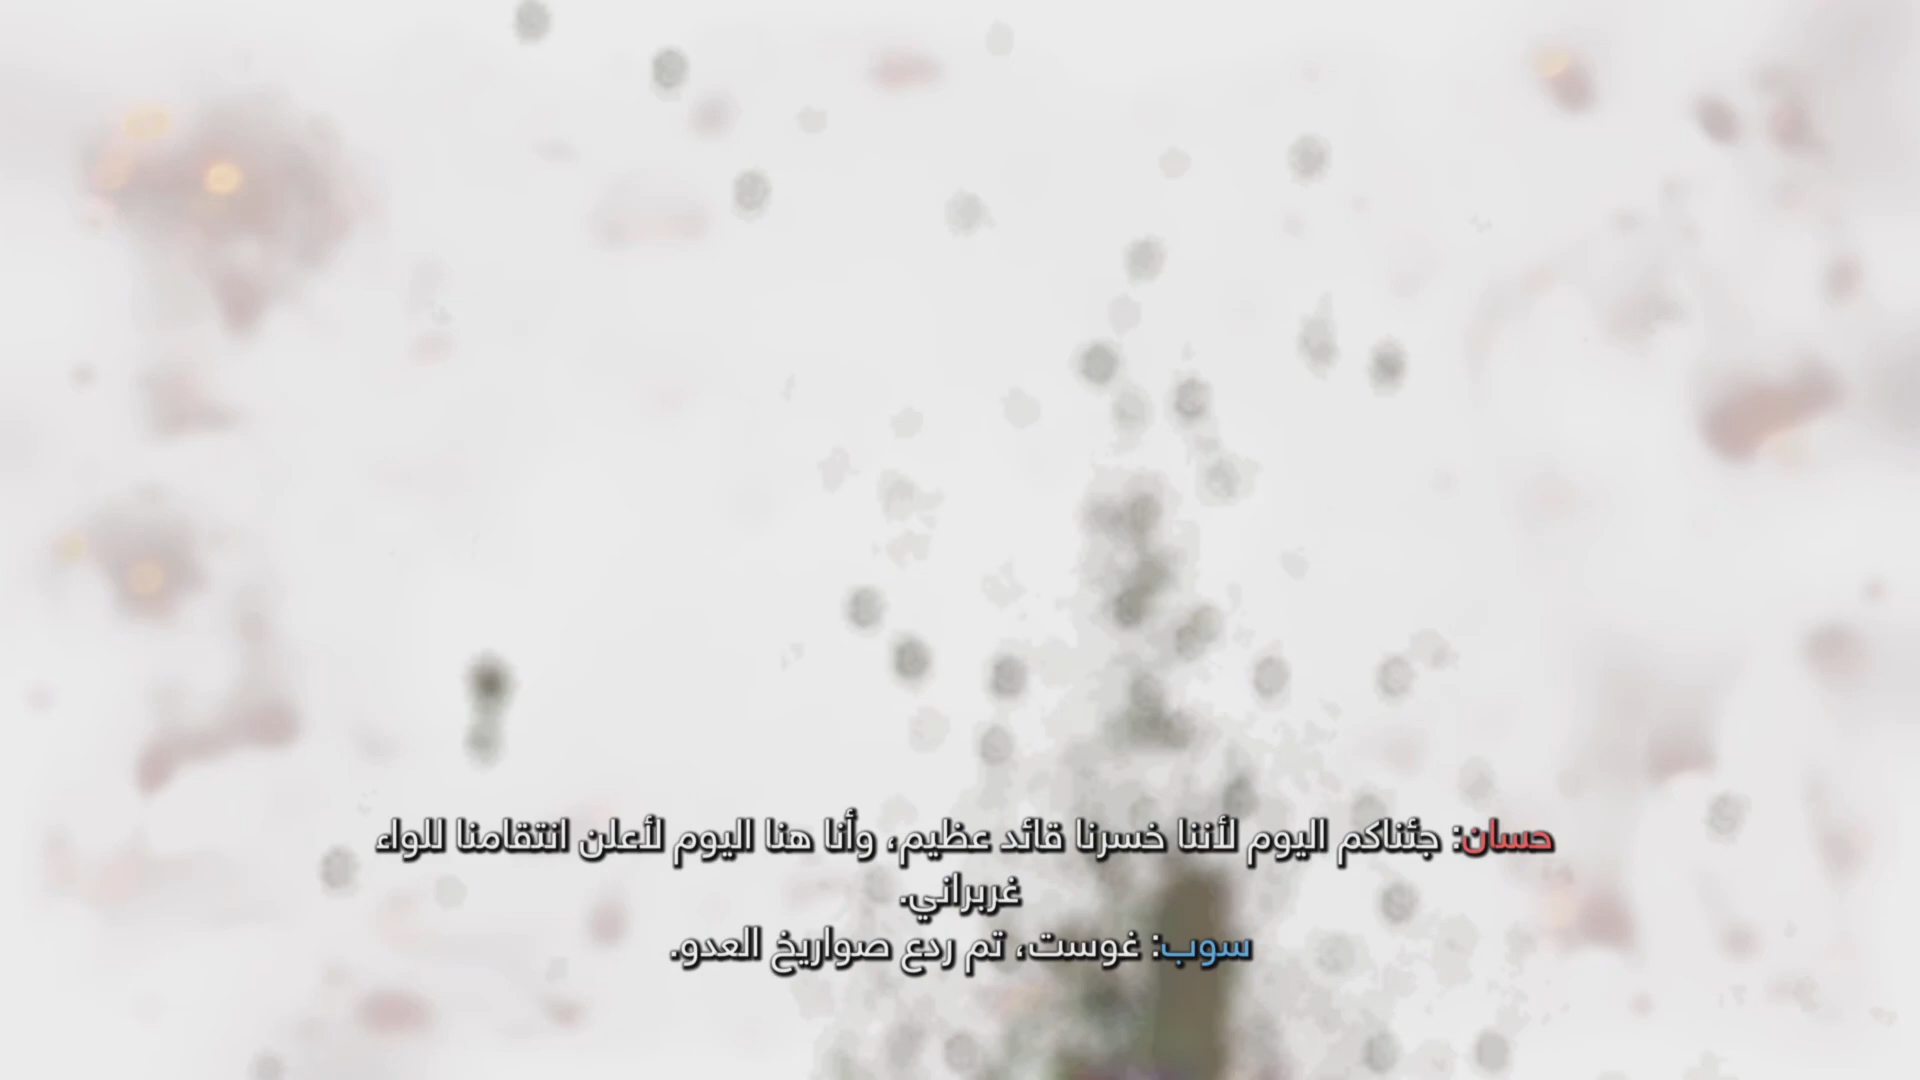 حسان: جئناكم اليوم لأننا خسرنا قائد عظيم، وأنا هنا اليوم لأعلن انتقامنا للواء
غربراني.
سوب: غوست، تم ردع صواريخ العدو.